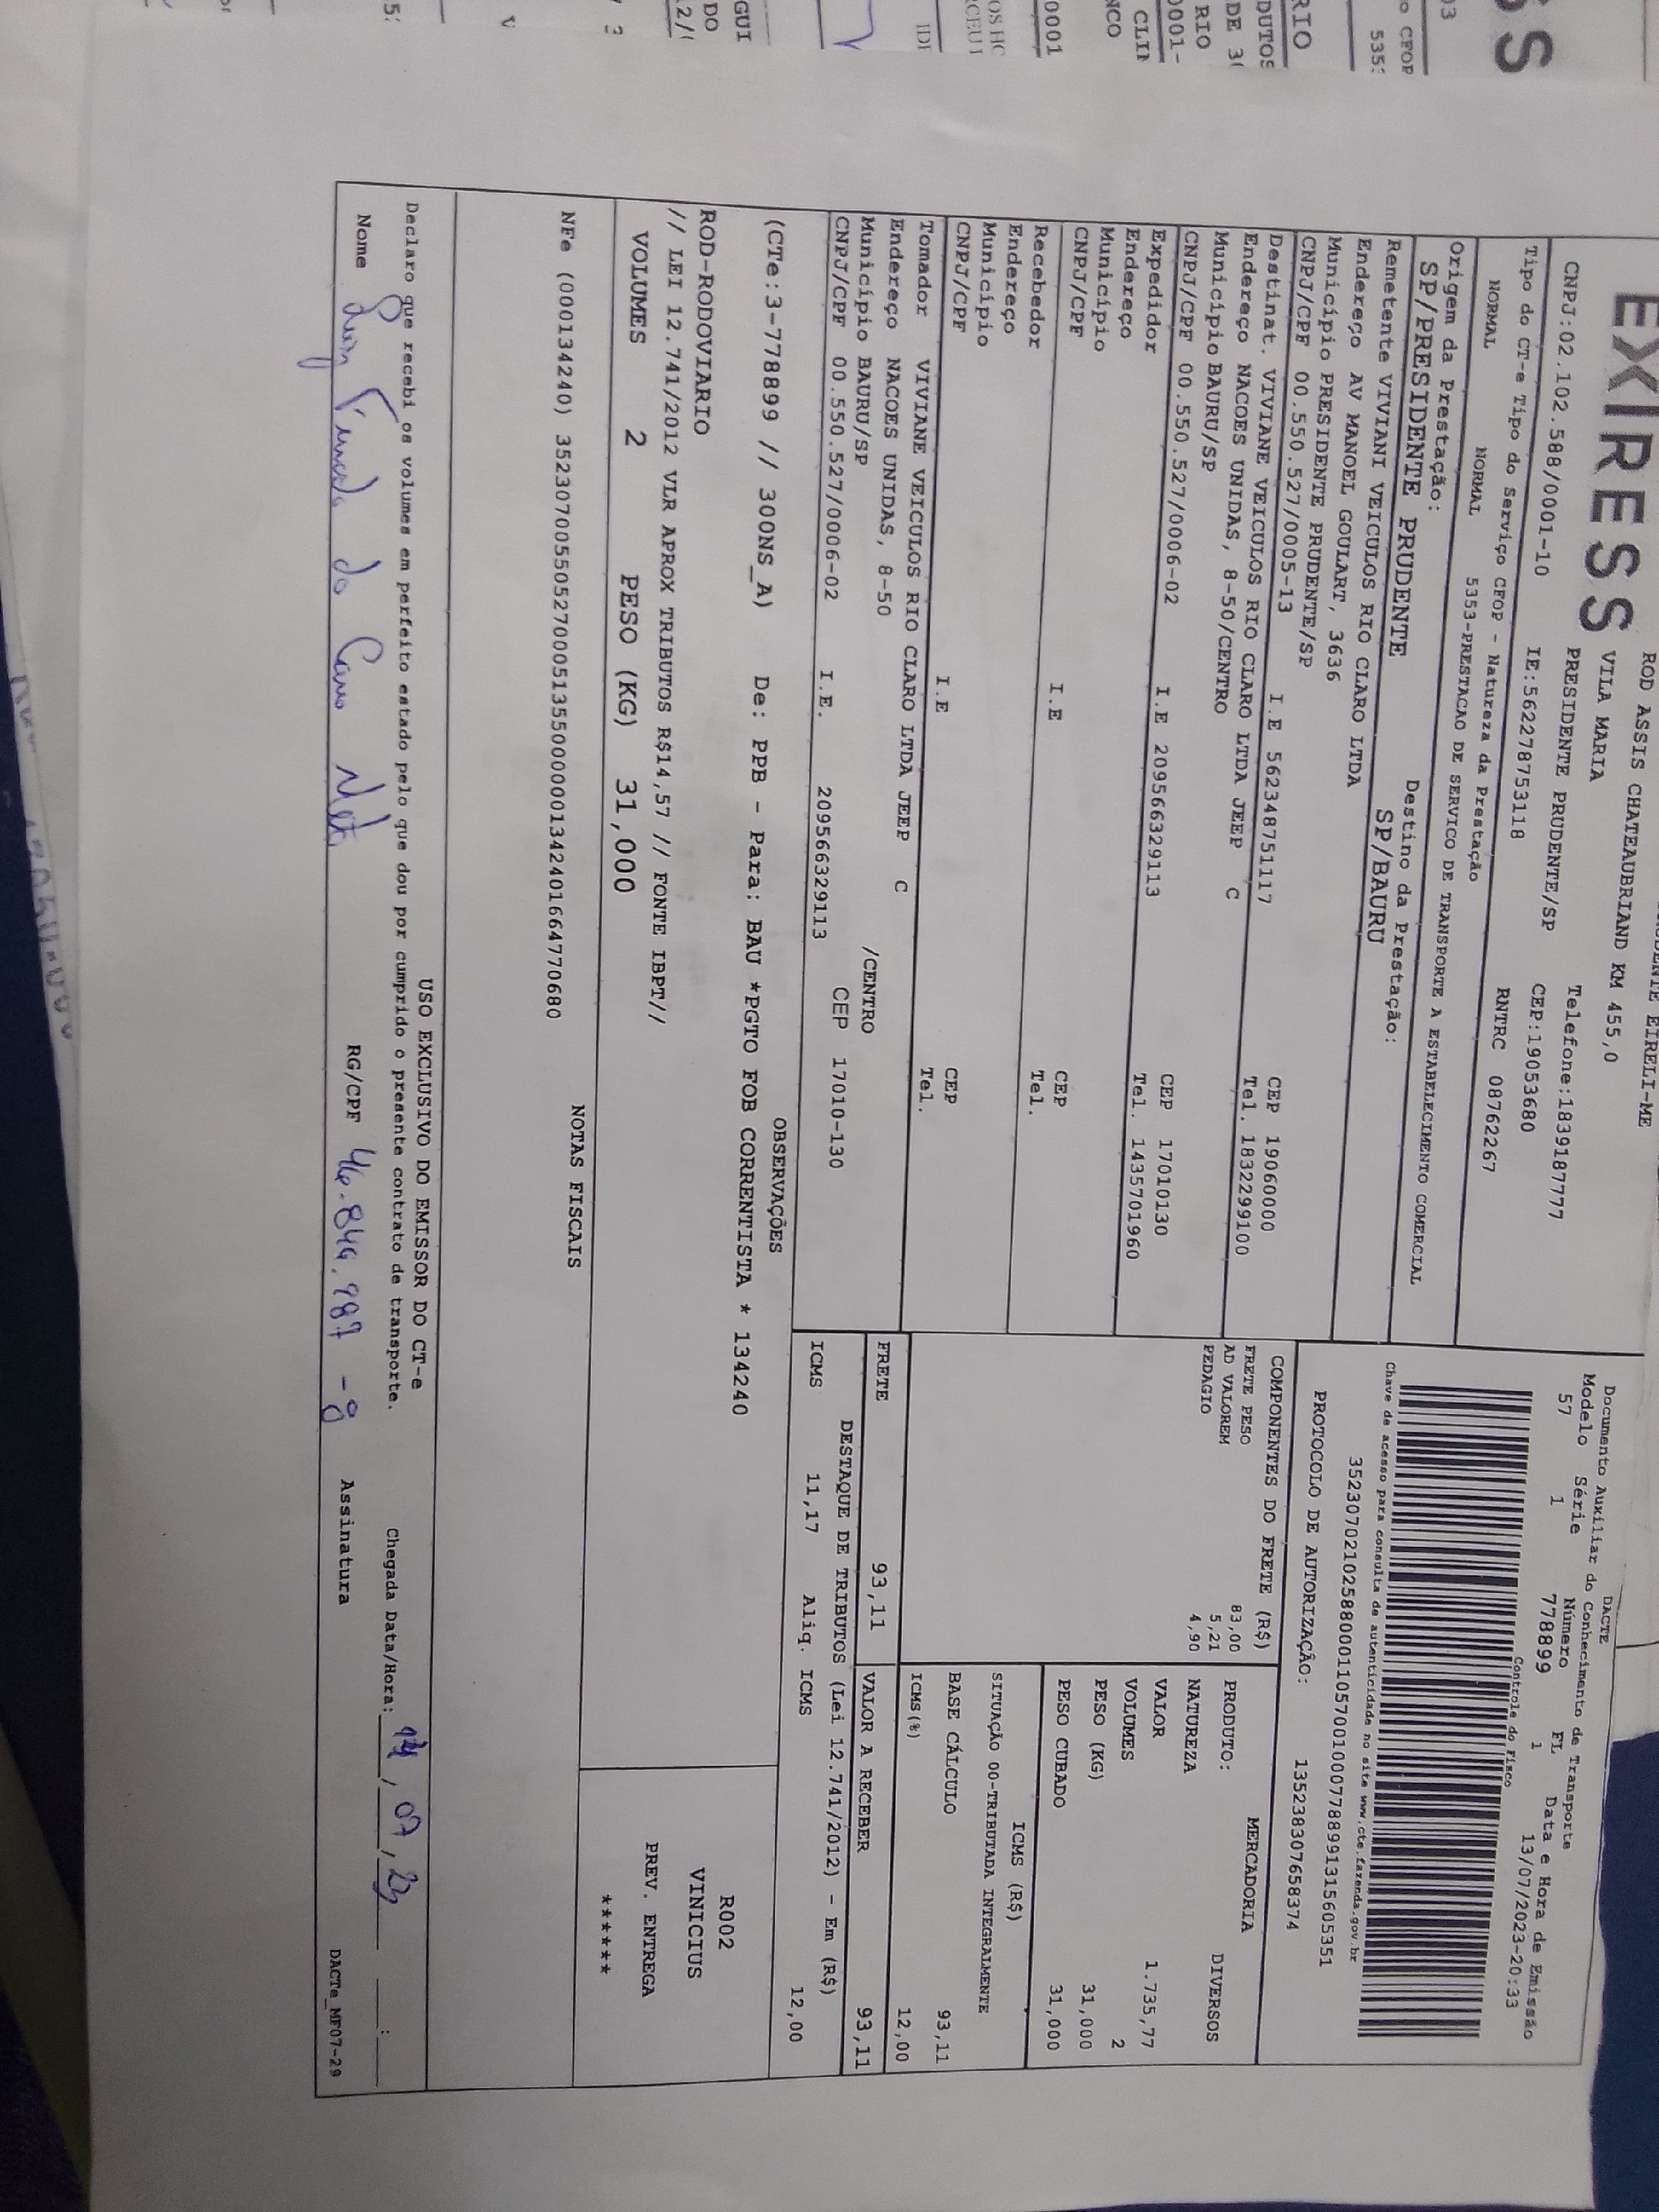 EXPRESS
ROD ASSIS CHATEAUBRIAND KM 455,0
VILA MARIA
PRESIDENTE PRUDENTE/SP Telefone:1839187777
CNPJ:02.102.588/0001-10 IE:562278753118 CEP:19053680
RNTRC 08762267
Tipo do CT-e Tipo do Serviço CFOP - Natureza da Prestação
NORMAL NORMAL 5353-PRESTACAO DE SERVICO DE TRANSPORTE A ESTABELECIMENTO COMERCIAL
Origem da Prestação: Destino da Prestação:
SP/PRESIDENTE PRUDENTE SP/BAURU
DACTE
Documento Auxiliar do Conhecimento de Transporte
Modelo Série Número FL Data e Hora de Emissão
57 1 778899 1 13/07/2023-20:33
Controle do Fisco
Chave de acesso para consulta de autenticidade no site www.cte.fazenda.gov.br
35230702102588000110570010007788991315605351
PROTOCOLO DE AUTORIZAÇÃO: 135238307658374
Remetente VIVIANI VEICULOS RIO CLARO LTDA
Endereço AV MANOEL GOULART, 3636
Município PRESIDENTE PRUDENTE/SP CEP 19060000
CNPJ/CPF 00.550.527/0005-13 I.E 562348751117 Tel. 1832299100
Destinat. VIVIANE VEICULOS RIO CLARO LTDA JEEP C
Endereço NACOES UNIDAS, 8-50/CENTRO
Município BAURU/SP CEP 17010130
CNPJ/CPF 00.550.527/0006-02 I.E 209566329113 Tel. 1435701960
Expedidor
Endereço
Município CEP
CNPJ/CPF I.E Tel.
Recebedor
Endereço
Município CEP
CNPJ/CPF I.E Tel.
Tomador VIVIANE VEICULOS RIO CLARO LTDA JEEP C
Endereço NACOES UNIDAS, 8-50 /CENTRO
Município BAURU/SP CEP 17010-130
CNPJ/CPF 00.550.527/0006-02 I.E. 209566329113
COMPONENTES DO FRETE (R$)
FRETE PESO 83,00
AD VALOREM 5,21
PEDAGIO 4,90
MERCADORIA
PRODUTO: DIVERSOS
NATUREZA
VALOR 1.735,77
VOLUMES 2
PESO (KG) 31,000
PESO CUBADO 31,000
ICMS (R$)
SITUAÇÃO 00-TRIBUTADA INTEGRALMENTE
BASE CÁLCULO 93,11
ICMS(%) 12,00
FRETE 93,11 VALOR A RECEBER 93,11
DESTAQUE DE TRIBUTOS (Lei 12.741/2012) - Em (R$)
ICMS 11,17 Aliq. ICMS 12,00
OBSERVAÇÕES
(CTe:3-778899 // 300NS_A) De: PPB - Para: BAU *PGTO FOB CORRENTISTA * 134240
ROD-RODOVIARIO
// LEI 12.741/2012 VLR APROX TRIBUTOS R$14,57 // FONTE IBPT//
VOLUMES 2 PESO (KG) 31,000
R002
VINICIUS
PREV. ENTREGA
******
NOTAS FISCAIS
NFe (000134240) 35230700550527000513550000001342401664770680
USO EXCLUSIVO DO EMISSOR DO CT-e
Declaro que recebi os volumes em perfeito estado pelo que dou por cumprido o presente contrato de transporte. Chegada Data/Hora: 14, 07, 23 :
Nome RG/CPF 46.849.987-8 Assinatura
DACTe_MF07-29